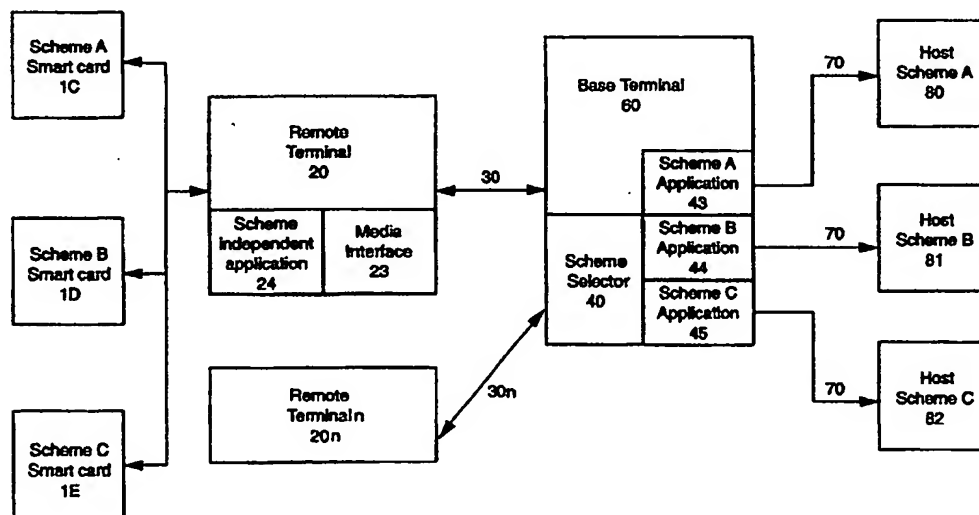 Scheme A
Smart card
1C
Scheme B
Smart card
1D
Scheme C
Smart card
1E
Remote
Terminal
20
Scheme
independent
application
24
Media
Interface
23
Remote
Terminal n
20n
30
30n
Base Terminal
60
Scheme
Selector
40
Scheme A
Application
43
Scheme B
Application
44
Scheme C
Application
45
70
70
70
Host
Scheme A
80
Host
Scheme B
81
Host
Scheme C
82